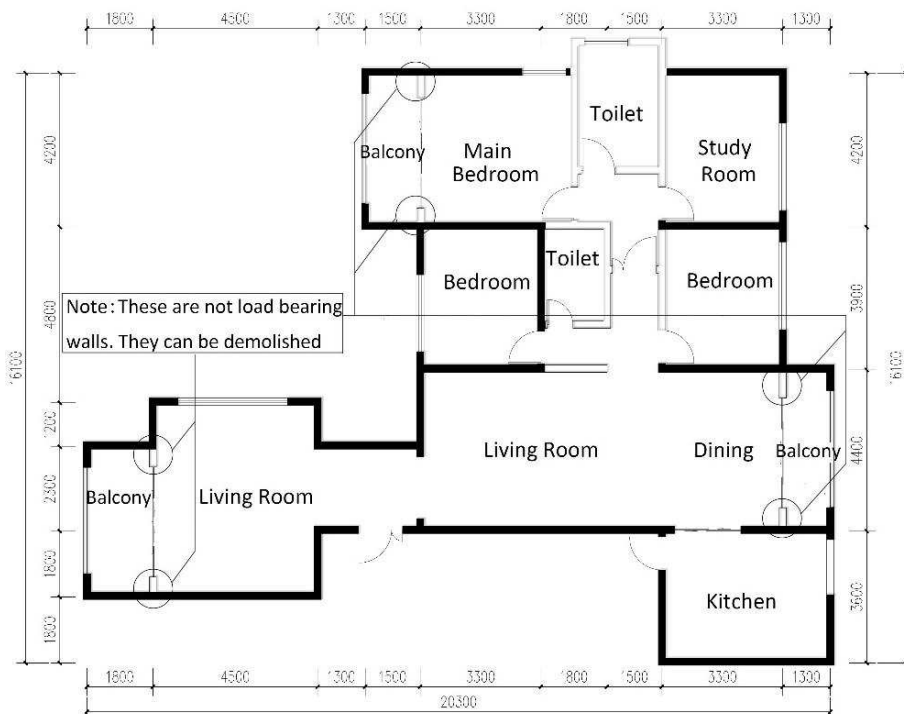 1800 4500 1300 1500 3300 1800 1500 3300 1300
4200
4800
1200
2300
1800
1800
16100
4200
3900
4400
3600
16100
Toilet
Balcony
Main
Bedroom
Study
Room
Bedroom
Toilet
Bedroom
Note: These are not load bearing
walls. They can be demolished
Living Room
Dining
Balcony
Balcony
Living Room
Kitchen
1800 4500 1300 1500 3300 1800 1500 3300 1300
20300